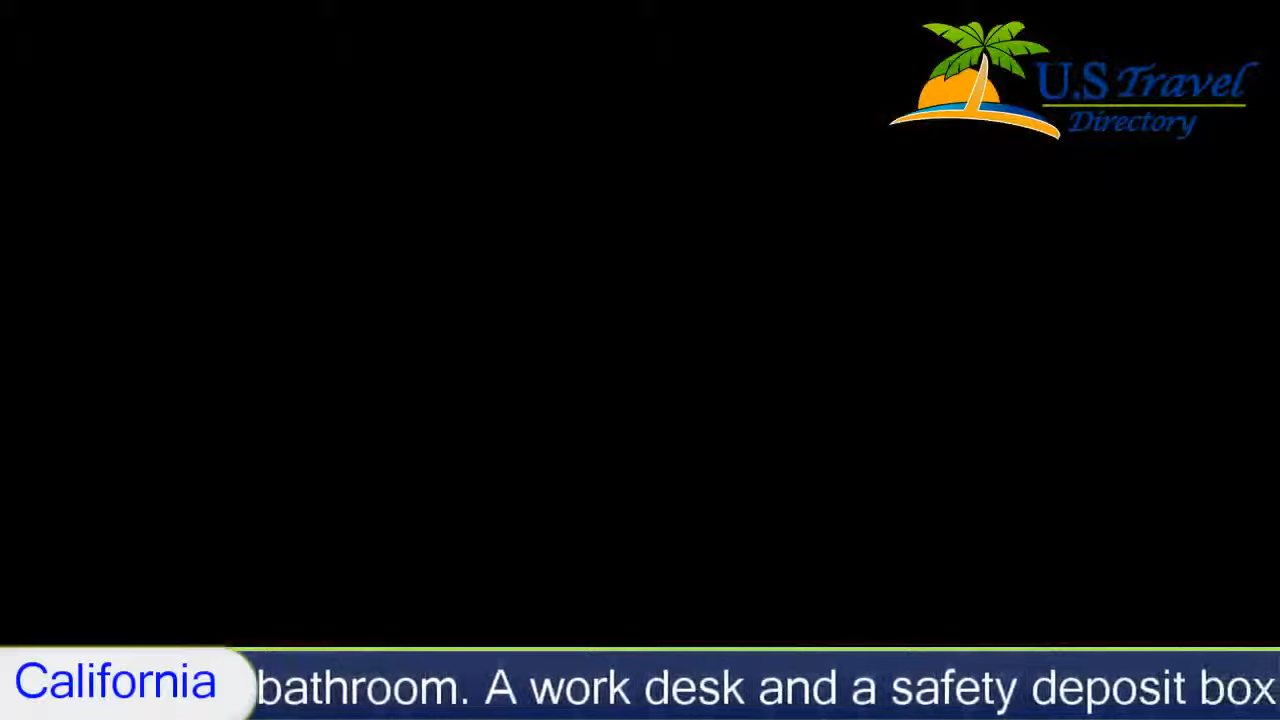 U.S Travel
Directory
California
bathroom. A work desk and a safety deposit box